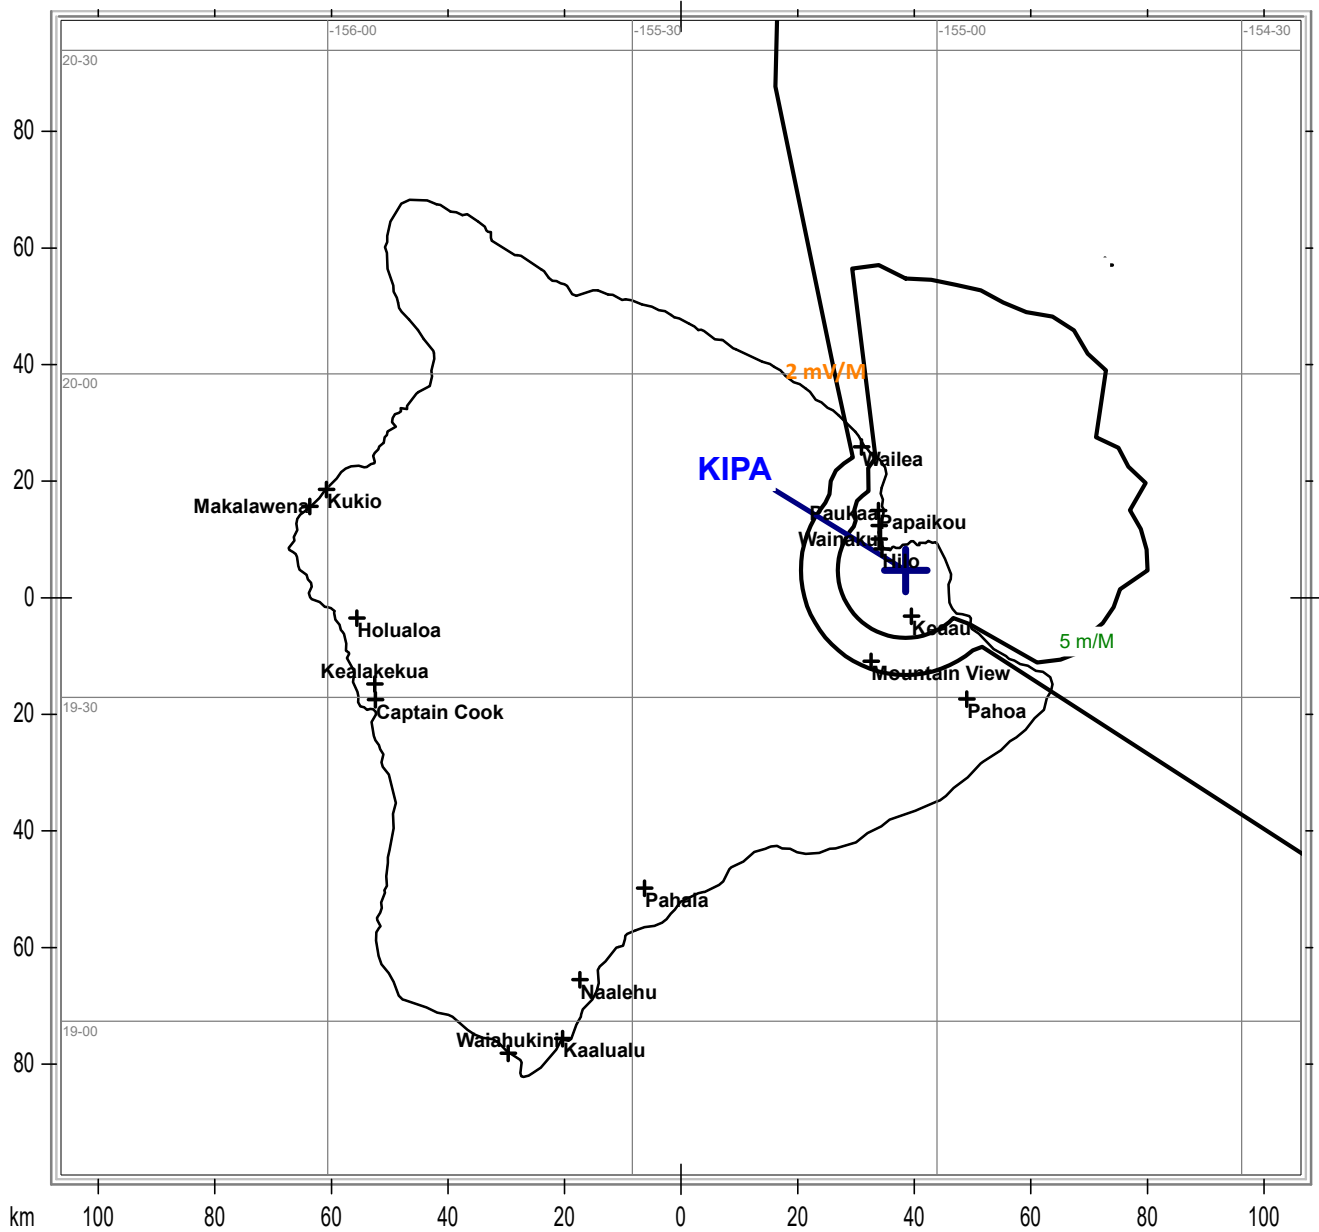 -156-00
-155-30
-155-00
-154-30
20-30
80
60
40
2 mV/M
20-00
20
KIPA
Wailea
Makalawena
Kukio
Paukaa
Papaikou
Wainaku
Hilo
0
Holualoa
Keaau
5 m/M
Kealakekua
Mountain View
19-30
20
Captain Cook
Pahoa
40
Pahala
60
Naalehu
19-00
Waiahukini
Kaalualu
80
km 100 80 60 40 20 0 20 40 60 80 100